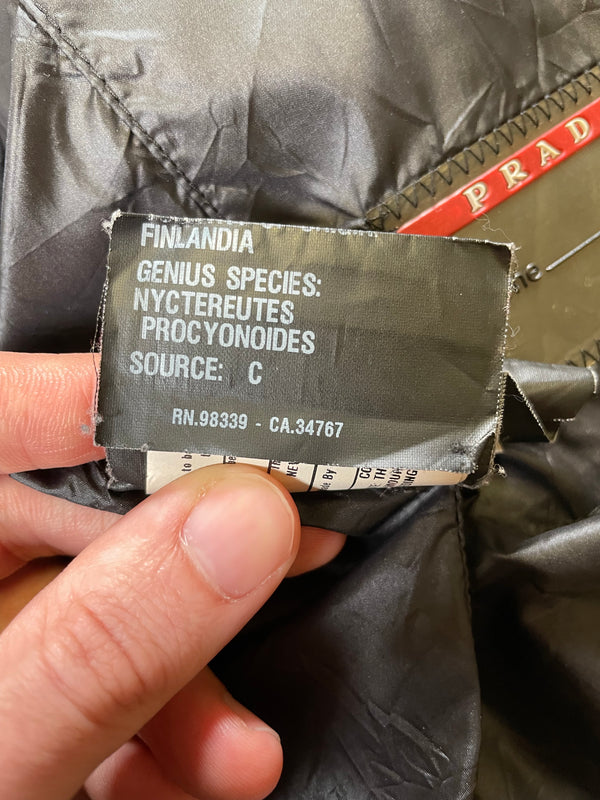 PRAD
FINLANDIA
GENIUS SPECIES:
NYCTEREUTES
PROCYONOIDES
SOURCE: C
RN.98339 - CA.34767